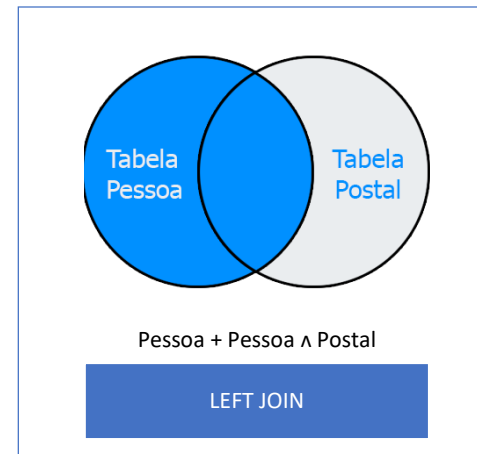 Tabela
Pessoa
Tabela
Postal
Pessoa + Pessoa ʌ Postal
LEFT JOIN